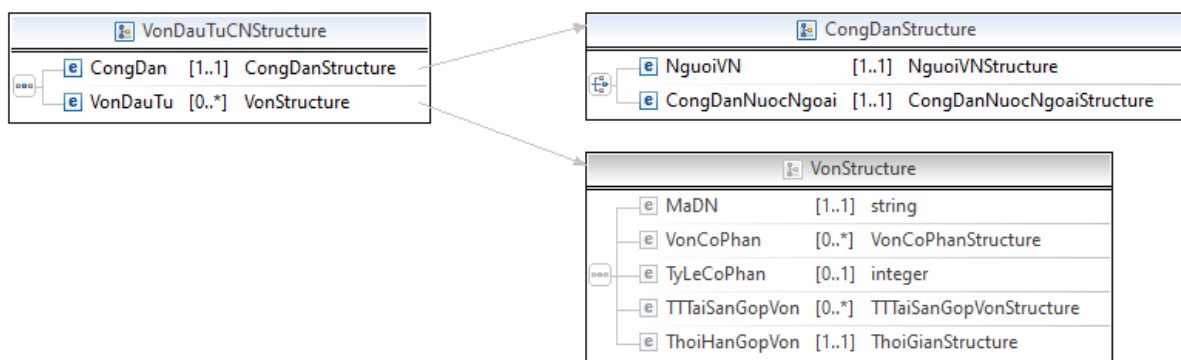 VonDauTuCNStructure
e CongDan [1..1] CongDanStructure
e VonDauTu [0..*] VonStructure
CongDanStructure
e NguoiVN [1..1] NguoiVNStructure
e CongDanNuocNgoai [1..1] CongDanNuocNgoaiStructure
VonStructure
e MaDN [1..1] string
e VonCoPhan [0..*] VonCoPhanStructure
e TyLeCoPhan [0..1] integer
e TTTaiSanGopVon [0..*] TTTaiSanGopVonStructure
e ThoiHanGopVon [1..1] ThoiGianStructure